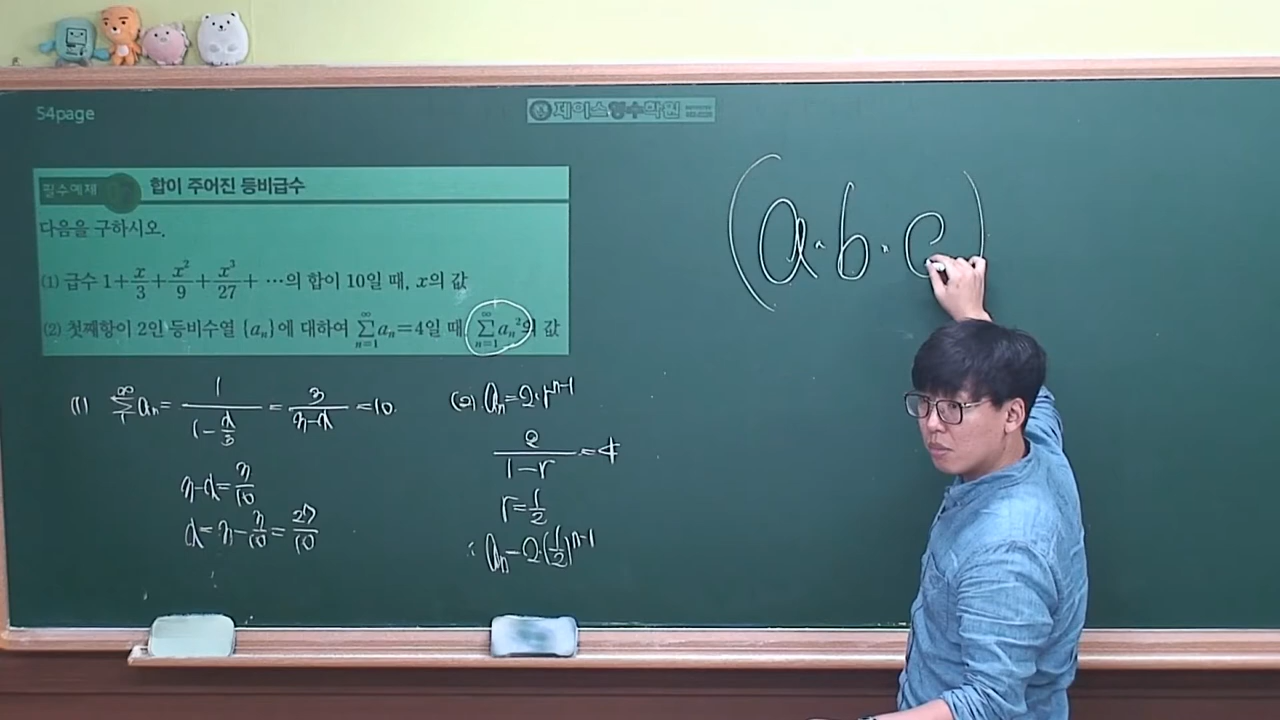 54page
제이스영수학원
필수예제 합이 주어진 등비급수
다음을 구하시오.
(1) 급수 1+x/3+x²/9+x³/27+ ⋯의 합이 10일 때, x의 값
(2) 첫째항이 2인 등비수열 {aₙ}에 대하여 ∑(n=1→∞) aₙ=4일 때 ∑(n=1→∞) aₙ²의 값
(1) ∑(1→∞) aₙ = 1/(1-x/3) = 3/(3-x) = 10.
3-x = 3/10
x = 3-3/10 = 27/10
(2) aₙ=2·rⁿ⁻¹
2/(1-r) = 4
r = 1/2
∴ aₙ=2·(1/2)ⁿ⁻¹
(a·b·c)